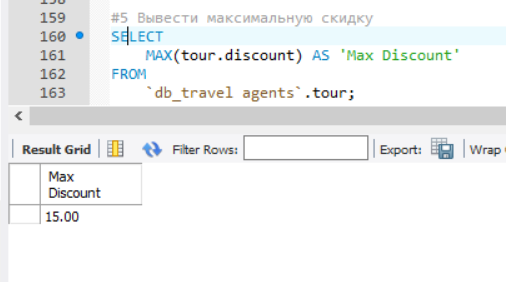 159 #5 Вывести максимальную скидку
160 SELECT
161 MAX(tour.discount) AS 'Max Discount'
162 FROM
163 `db_travel agents`.tour;
Result Grid Filter Rows: Export: Wrap
Max
Discount
15.00